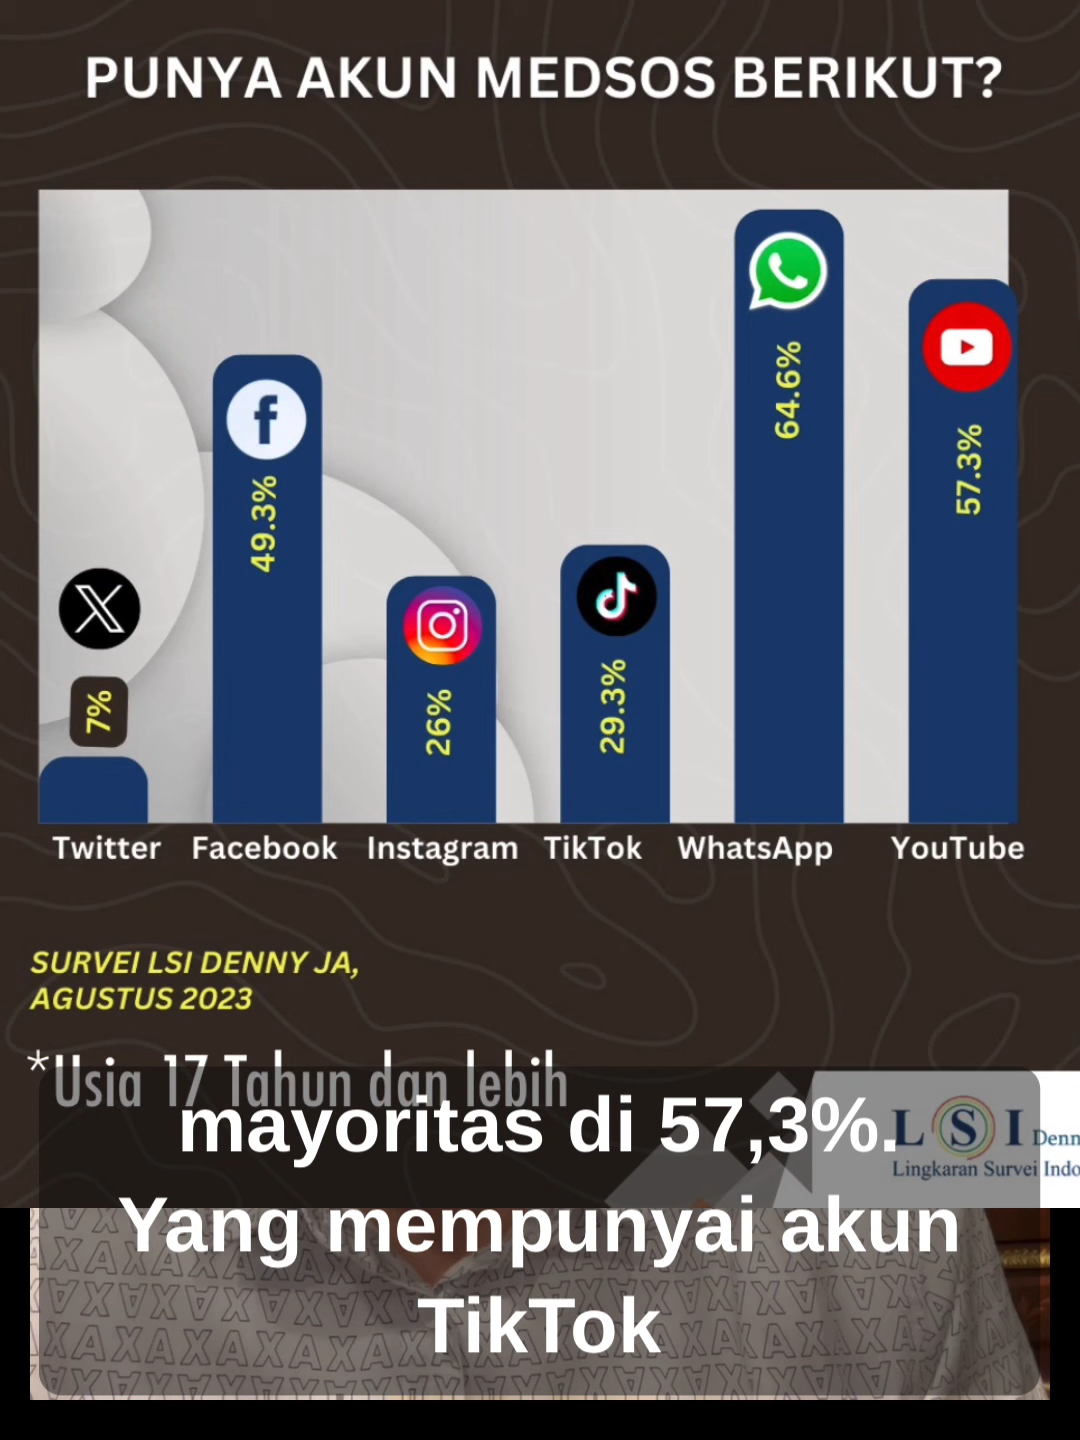 PUNYA AKUN MEDSOS BERIKUT?
7%
49.3%
26%
29.3%
64.6%
57.3%
Twitter Facebook Instagram TikTok WhatsApp YouTube
SURVEI LSI DENNY JA,
AGUSTUS 2023
*Usia 17 Tahun dan lebih
LSI Denn
Lingkaran Survei Indo
mayoritas di 57,3%.
Yang mempunyai akun
TikTok